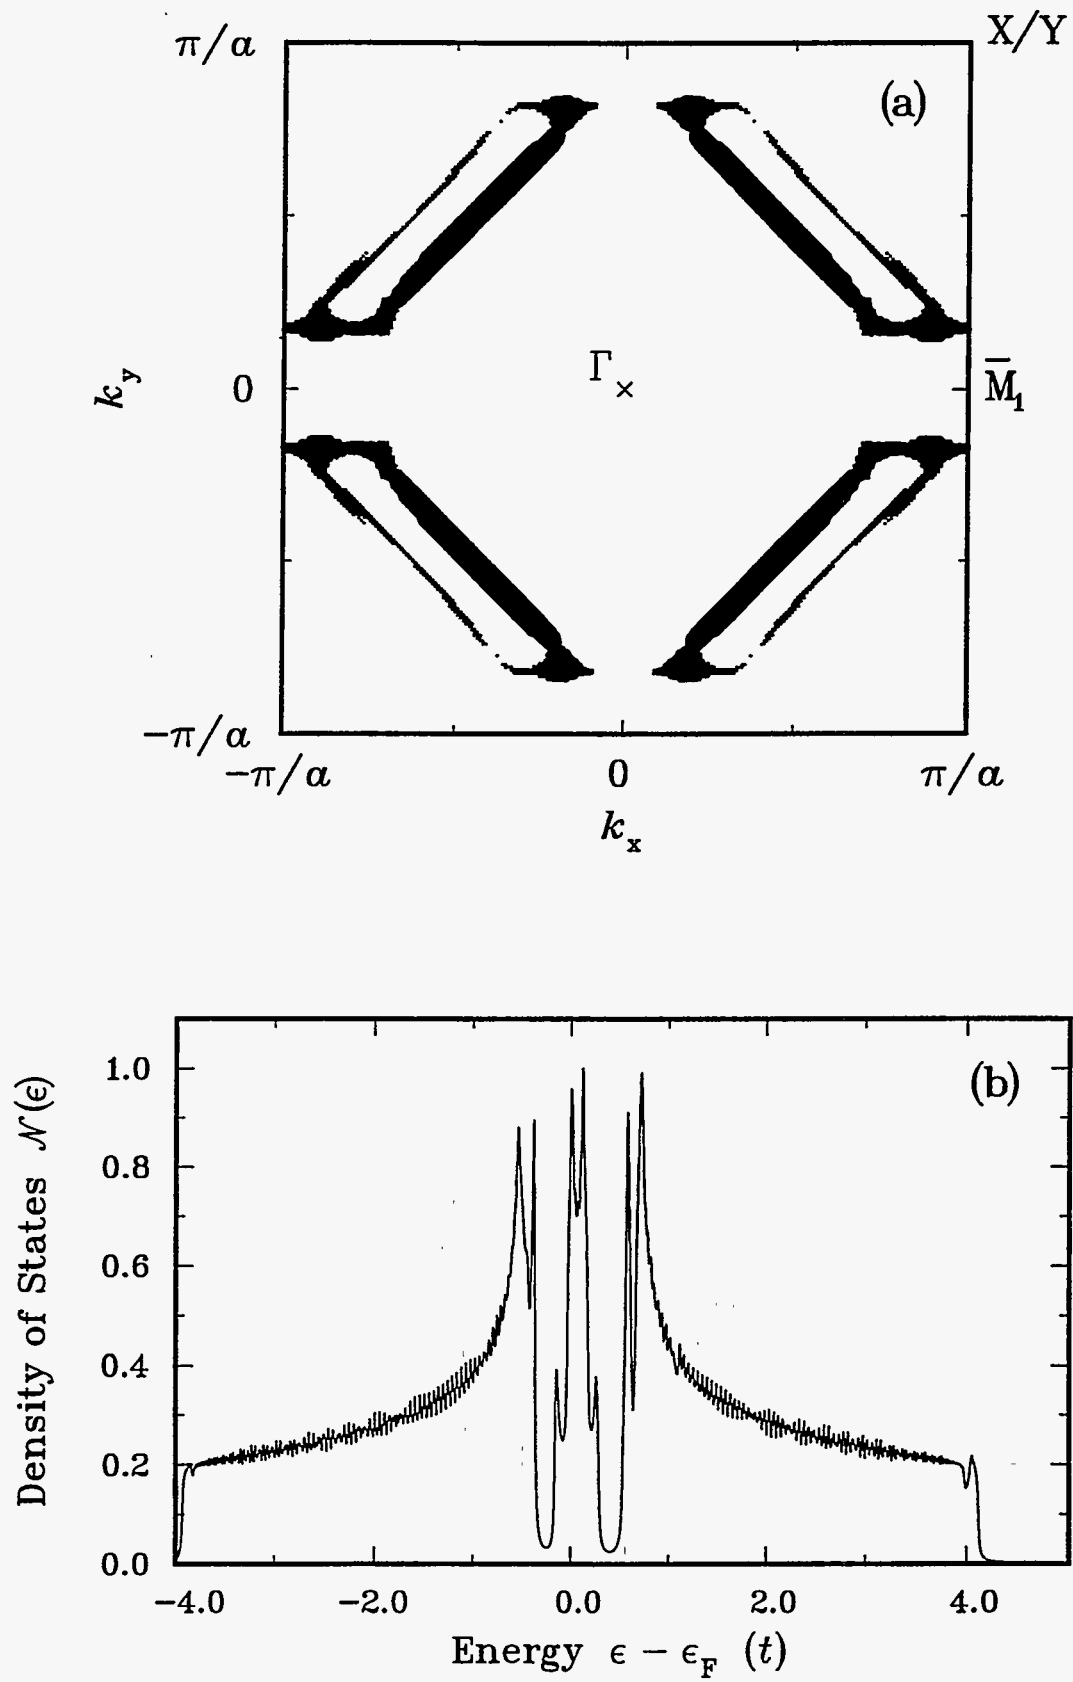 π/a
X/Y
(a)
Γ
k_y
0
M̄₁
−π/a
−π/a
0
π/a
k_x
(b)
Density of States 𝒩(ϵ)
1.0
0.8
0.6
0.4
0.2
0.0
−4.0
−2.0
0.0
2.0
4.0
Energy ϵ − ϵ_F (t)